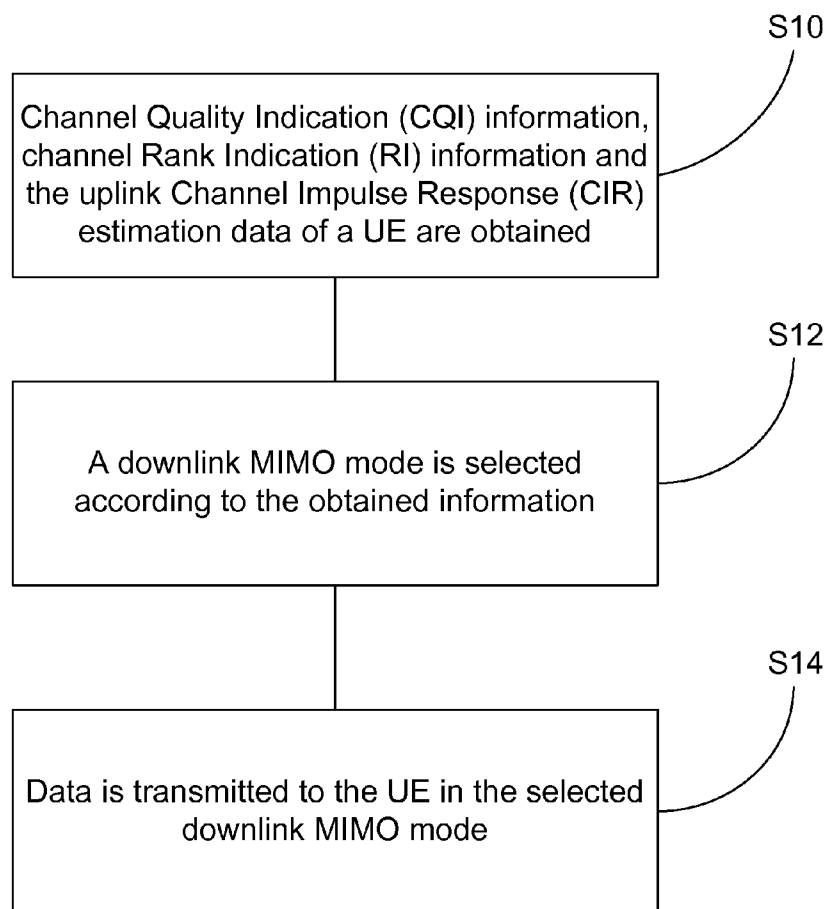 S10
Channel Quality Indication (CQI) information,
channel Rank Indication (RI) information and
the uplink Channel Impulse Response (CIR)
estimation data of a UE are obtained
S12
A downlink MIMO mode is selected
according to the obtained information
S14
Data is transmitted to the UE in the selected
downlink MIMO mode